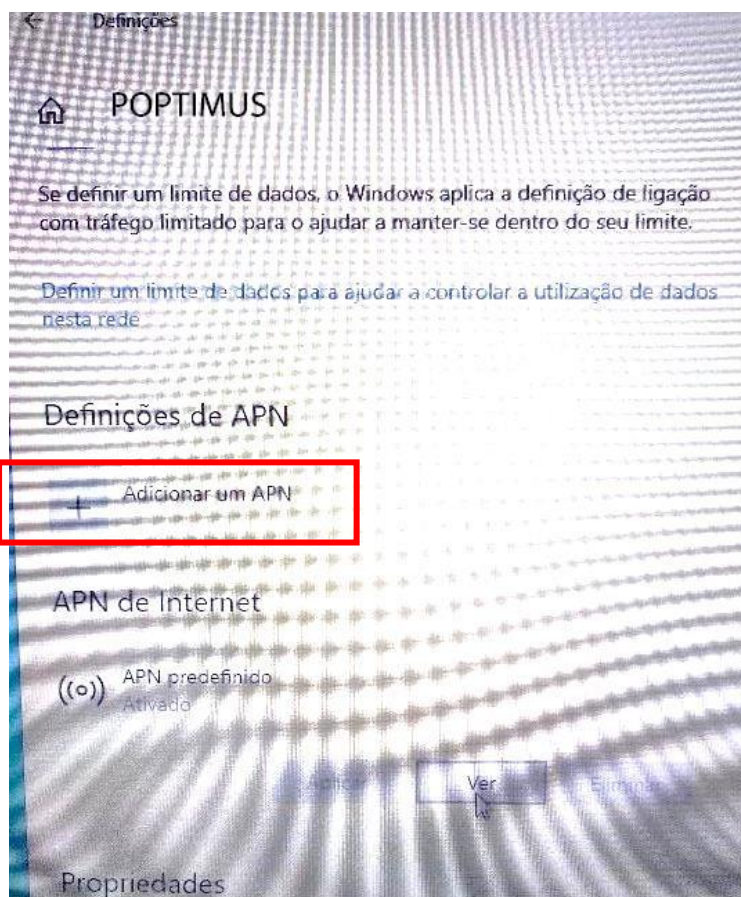 Definições
POPTIMUS
Se definir um limite de dados, o Windows aplica a definição de ligação
com tráfego limitado para o ajudar a manter-se dentro do seu limite.
Definir um limite de dados para ajudar a controlar a utilização de dados
nesta rede
Definições de APN
Adicionar um APN
APN de Internet
APN predefinido
Ativado
Aplicar Ver Eliminar
Propriedades